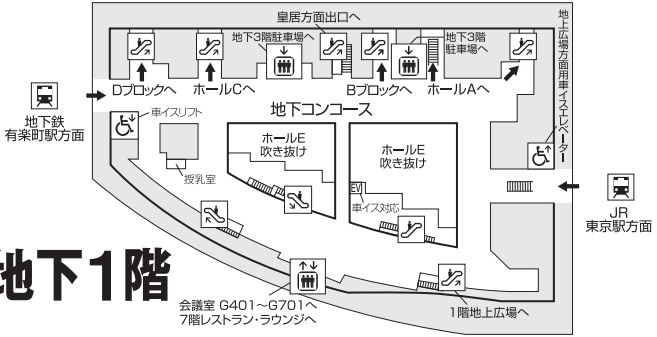 皇居方面出口へ
地下3階
駐車場へ
地下3階
駐車場へ
地上広場方面用車イスエレベーター
Dブロックへ
ホールCへ
Bブロックへ
ホールAへ
地下鉄
有楽町駅方面
車イスリフト
地下コンコース
授乳室
ホールE
吹き抜け
ホールE
吹き抜け
EV
車イス対応
JR
東京駅方面
地下1階
会議室 G401〜G701へ
7階レストラン・ラウンジへ
1階地上広場へ